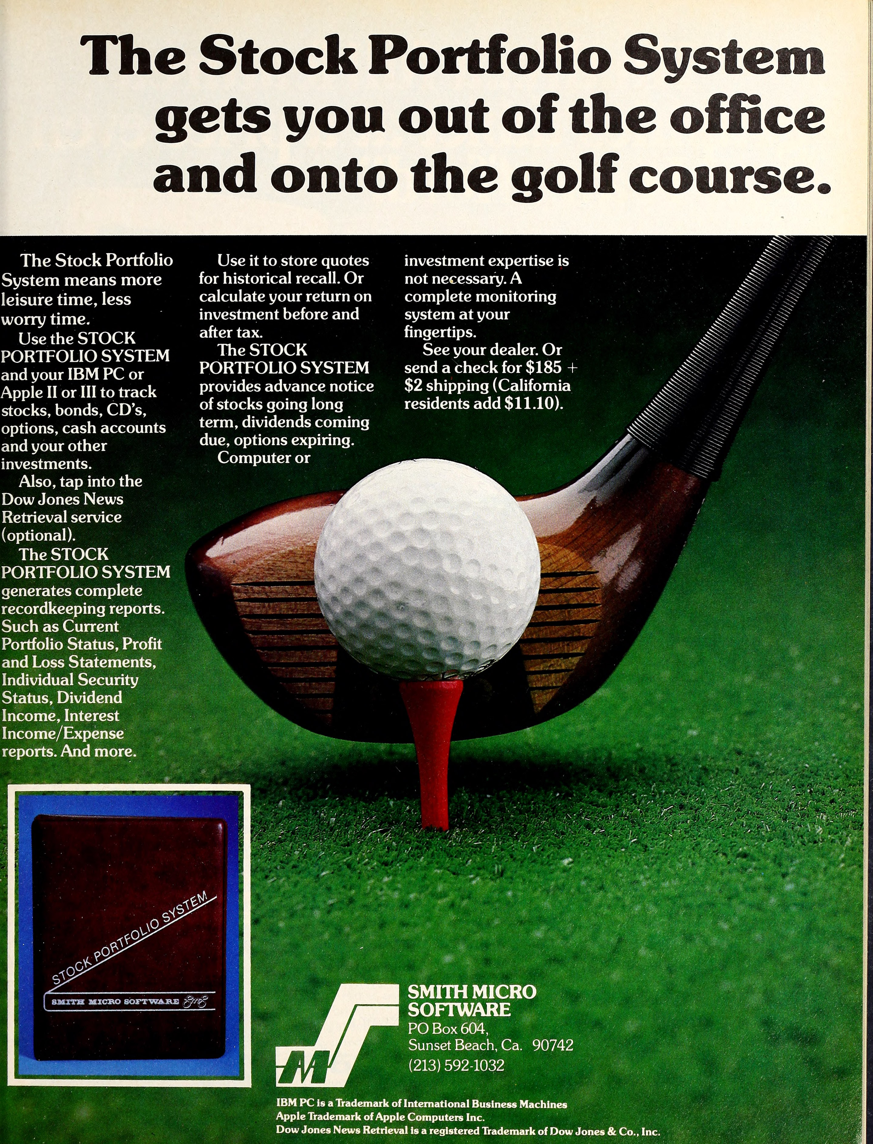 The Stock Portfolio System
gets you out of the office
and onto the golf course.
The Stock Portfolio
System means more
leisure time, less
worry time.
Use the STOCK
PORTFOLIO SYSTEM
and your IBM PC or
Apple II or III to track
stocks, bonds, CD's,
options, cash accounts
and your other
investments.
Also, tap into the
Dow Jones News
Retrieval service
(optional).
The STOCK
PORTFOLIO SYSTEM
generates complete
recordkeeping reports.
Such as Current
Portfolio Status, Profit
and Loss Statements,
Individual Security
Status, Dividend
Income, Interest
Income/Expense
reports. And more.
Use it to store quotes
for historical recall. Or
calculate your return on
investment before and
after tax.
The STOCK
PORTFOLIO SYSTEM
provides advance notice
of stocks going long
term, dividends coming
due, options expiring.
Computer or
investment expertise is
not necessary. A
complete monitoring
system at your
fingertips.
See your dealer. Or
send a check for $185 +
$2 shipping (California
residents add $11.10).
STOCK PORTFOLIO SYSTEM
SMITH MICRO SOFTWARE
SMITH MICRO
SOFTWARE
PO Box 604,
Sunset Beach, Ca. 90742
(213) 592-1032
IBM PC is a Trademark of International Business Machines
Apple Trademark of Apple Computers Inc.
Dow Jones News Retrieval is a registered Trademark of Dow Jones & Co., Inc.